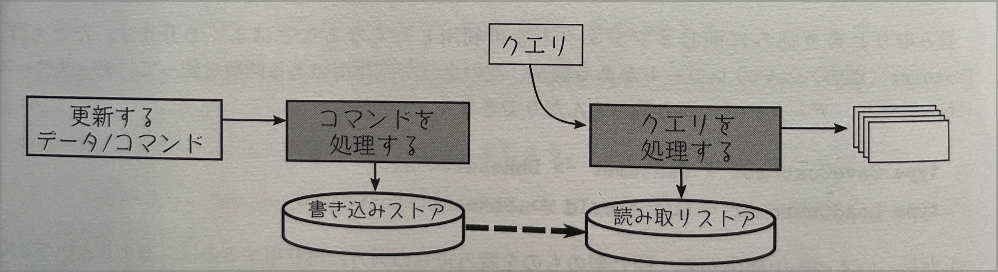 クエリ
更新する
データ/コマンド
コマンドを
処理する
クエリを
処理する
書き込みストア
読み取りストア